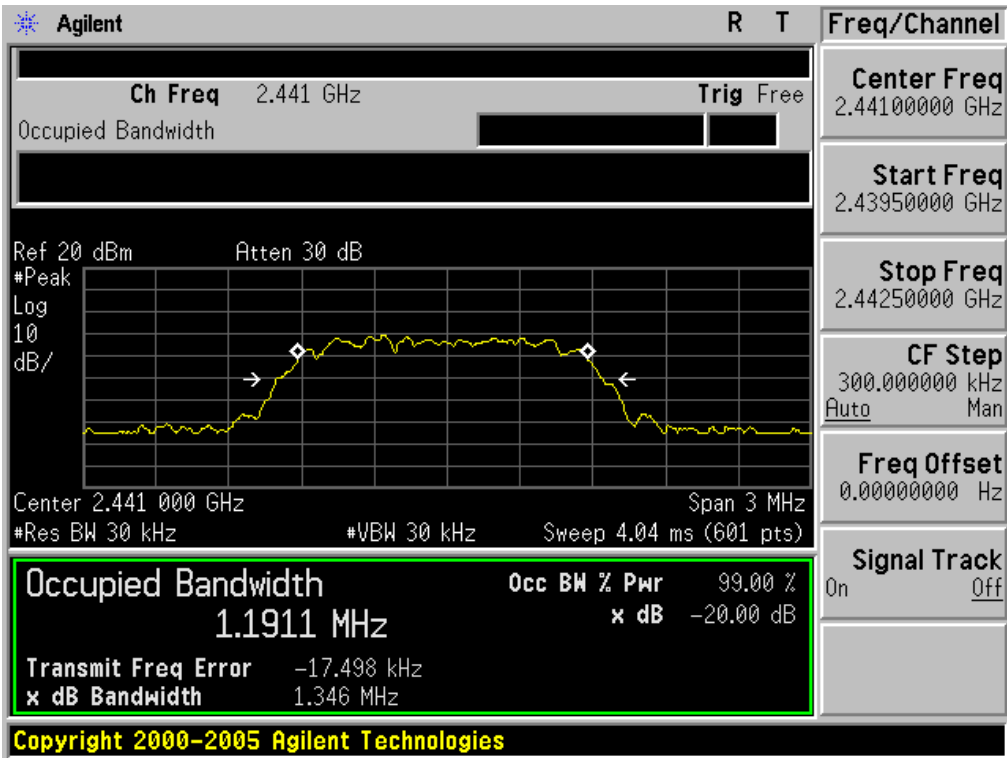 Agilent R T
Freq/Channel
Ch Freq 2.441 GHz Trig Free
Occupied Bandwidth
Center Freq
2.44100000 GHz
Start Freq
2.43950000 GHz
Stop Freq
2.44250000 GHz
CF Step
300.000000 kHz
Auto Man
Freq Offset
0.00000000 Hz
Signal Track
On Off
Ref 20 dBm Atten 30 dB
#Peak
Log
10
dB/
Center 2.441 000 GHz Span 3 MHz
#Res BW 30 kHz #VBW 30 kHz Sweep 4.04 ms (601 pts)
Occupied Bandwidth Occ BW % Pwr 99.00 %
1.1911 MHz x dB -20.00 dB
Transmit Freq Error -17.498 kHz
x dB Bandwidth 1.346 MHz
Copyright 2000-2005 Agilent Technologies